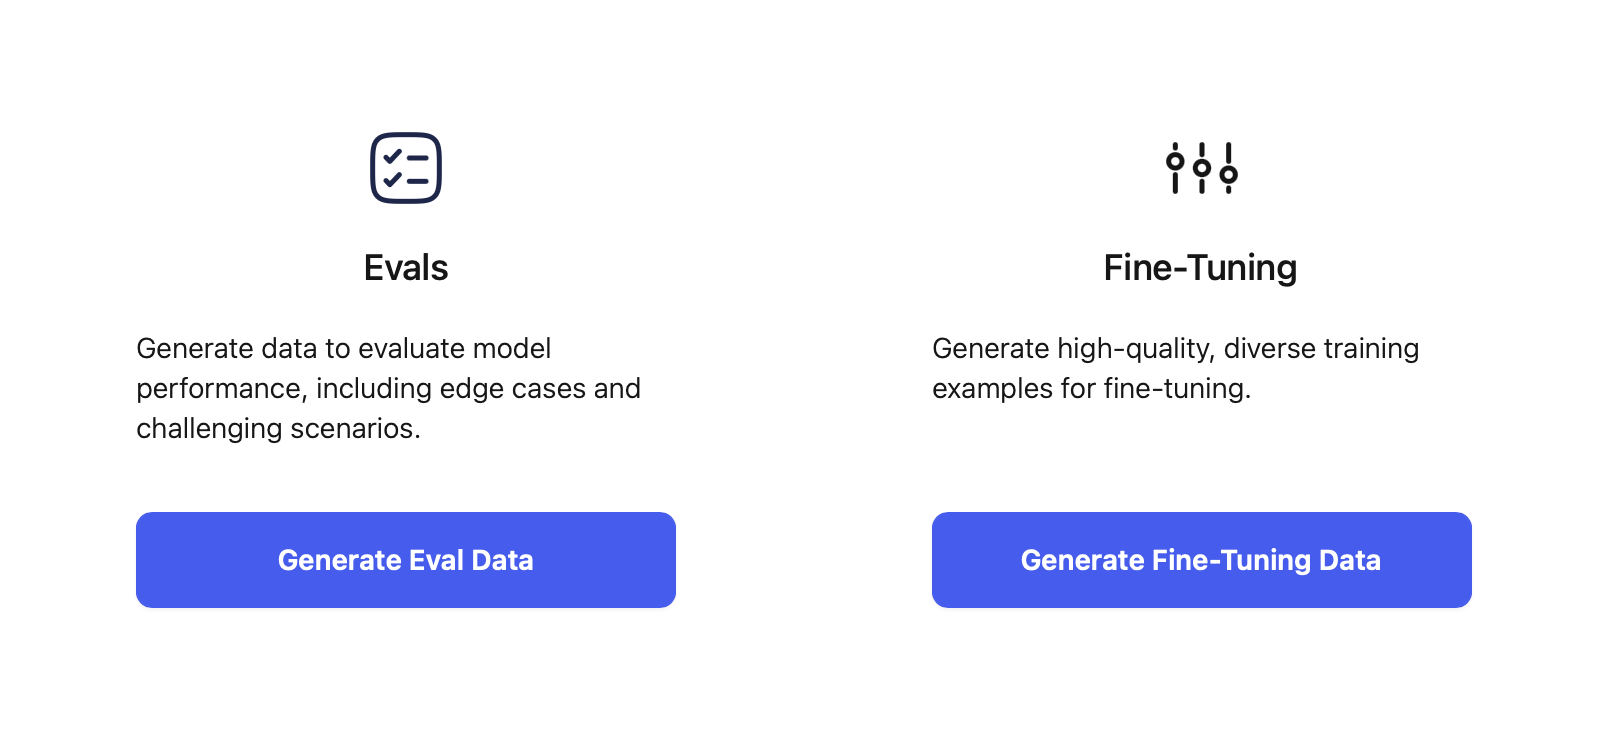 Evals
Generate data to evaluate model
performance, including edge cases and
challenging scenarios.
Generate Eval Data
Fine-Tuning
Generate high-quality, diverse training
examples for fine-tuning.
Generate Fine-Tuning Data